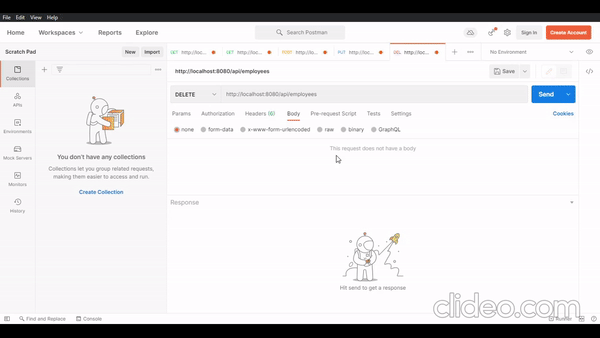 File Edit View Help
Home Workspaces Reports Explore Search Postman Sign In Create Account
Scratch Pad New Import GET http://loc... GET http://loc... http://loc... PUT http://loc... DEL http://loc... No Environment
Collections
APIs
Environments
Mock Servers
Monitors
History
You don't have any collections
Collections let you group related requests,
making them easier to access and run.
Create Collection
http://localhost:8080/api/employees Save
DELETE http://localhost:8080/api/employees Send
Params Authorization Headers (6) Body Pre-request Script Tests Settings Cookies
none form-data x-www-form-urlencoded raw binary GraphQL
This request does not have a body
Response
Hit send to get a response
clideo.com
Find and Replace Console Runner